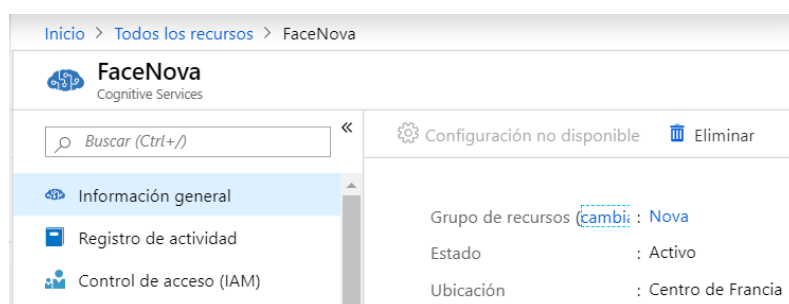 Inicio > Todos los recursos > FaceNova
FaceNova
Cognitive Services
Buscar (Ctrl+/)
«
Configuración no disponible
Eliminar
Información general
Registro de actividad
Control de acceso (IAM)
Grupo de recursos (cambia : Nova
Estado : Activo
Ubicación : Centro de Francia